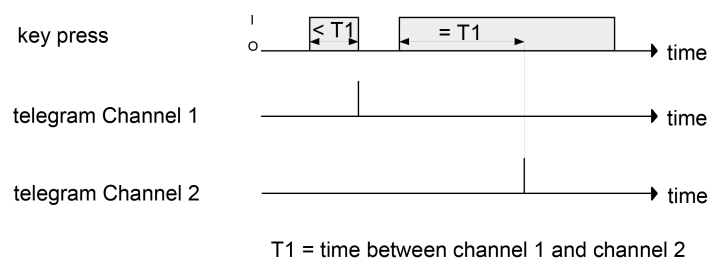 I
key press
< T1
= T1
O
time
telegram Channel 1
time
telegram Channel 2
time
T1 = time between channel 1 and channel 2